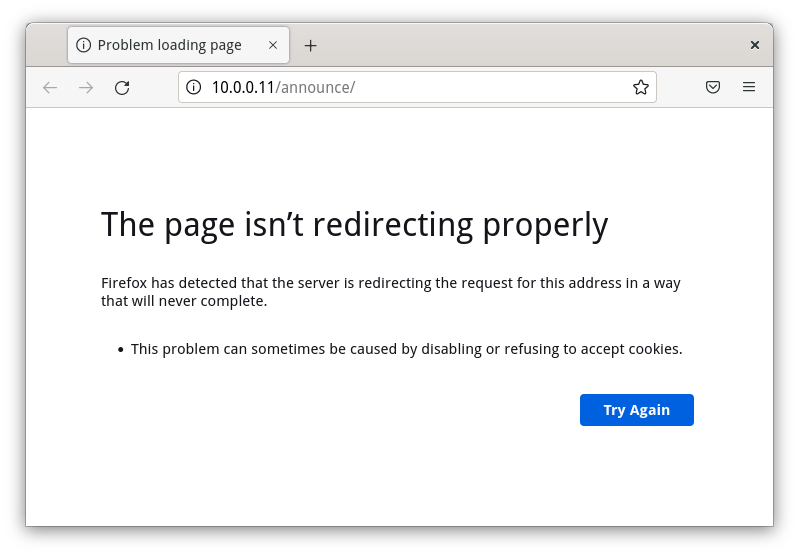 Problem loading page
10.0.0.11/announce/
The page isn’t redirecting properly
Firefox has detected that the server is redirecting the request for this address in a way
that will never complete.
• This problem can sometimes be caused by disabling or refusing to accept cookies.
Try Again